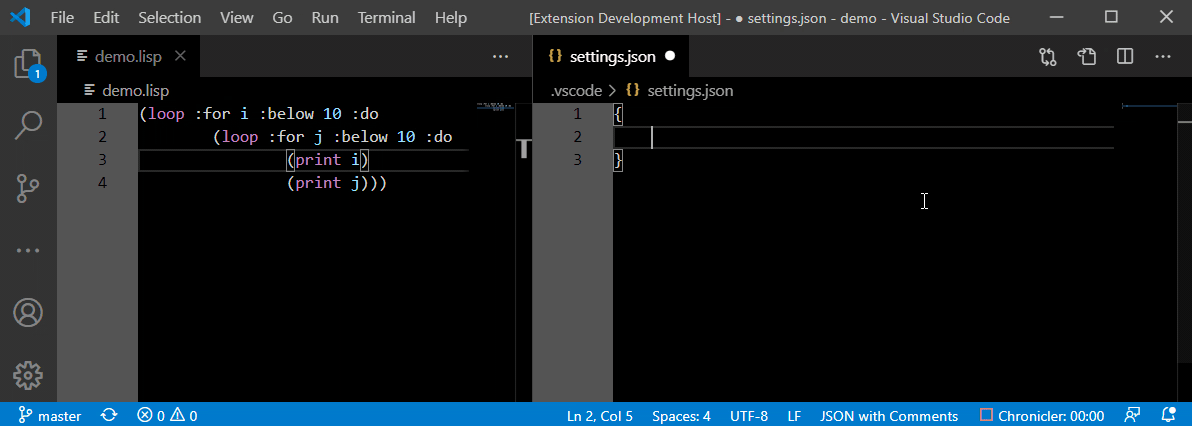 File Edit Selection View Go Run Terminal Help [Extension Development Host] - ● settings.json - demo - Visual Studio Code
demo.lisp
{} settings.json ●
demo.lisp
.vscode > {} settings.json
1 (loop :for i :below 10 :do
2 (loop :for j :below 10 :do
3 (print i)
4 (print j)))
1 {
2
3 }
1
T
master 0 0 Ln 2, Col 5 Spaces: 4 UTF-8 LF JSON with Comments Chronicler: 00:00